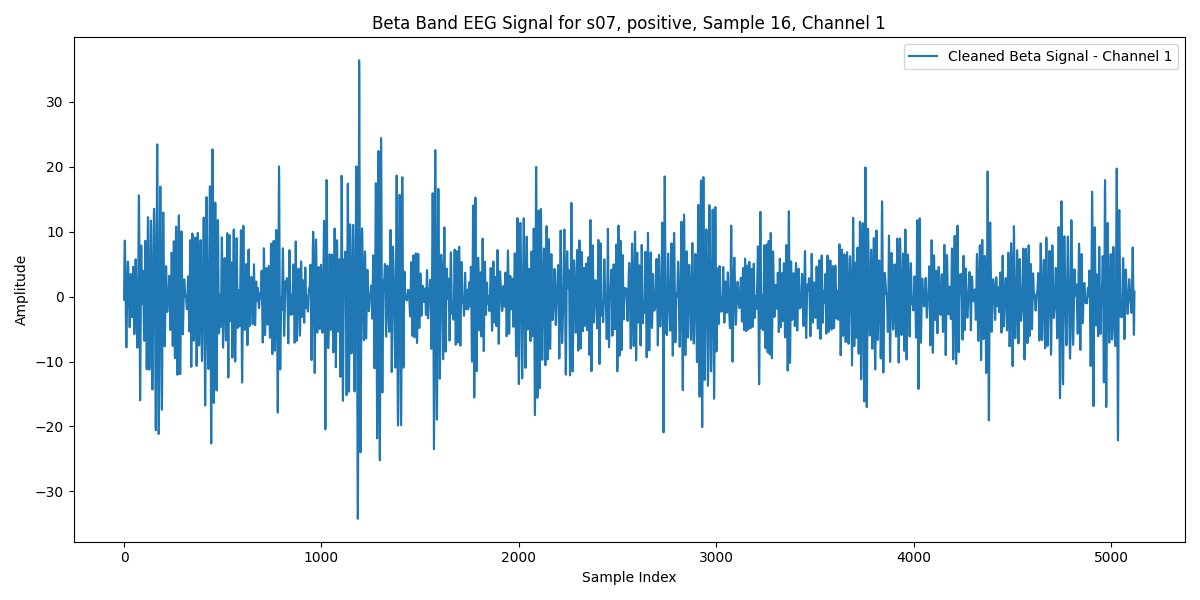 Beta Band EEG Signal for s07, positive, Sample 16, Channel 1
Cleaned Beta Signal - Channel 1
Amplitude
30
20
10
0
−10
−20
−30
0 1000 2000 3000 4000 5000
Sample Index